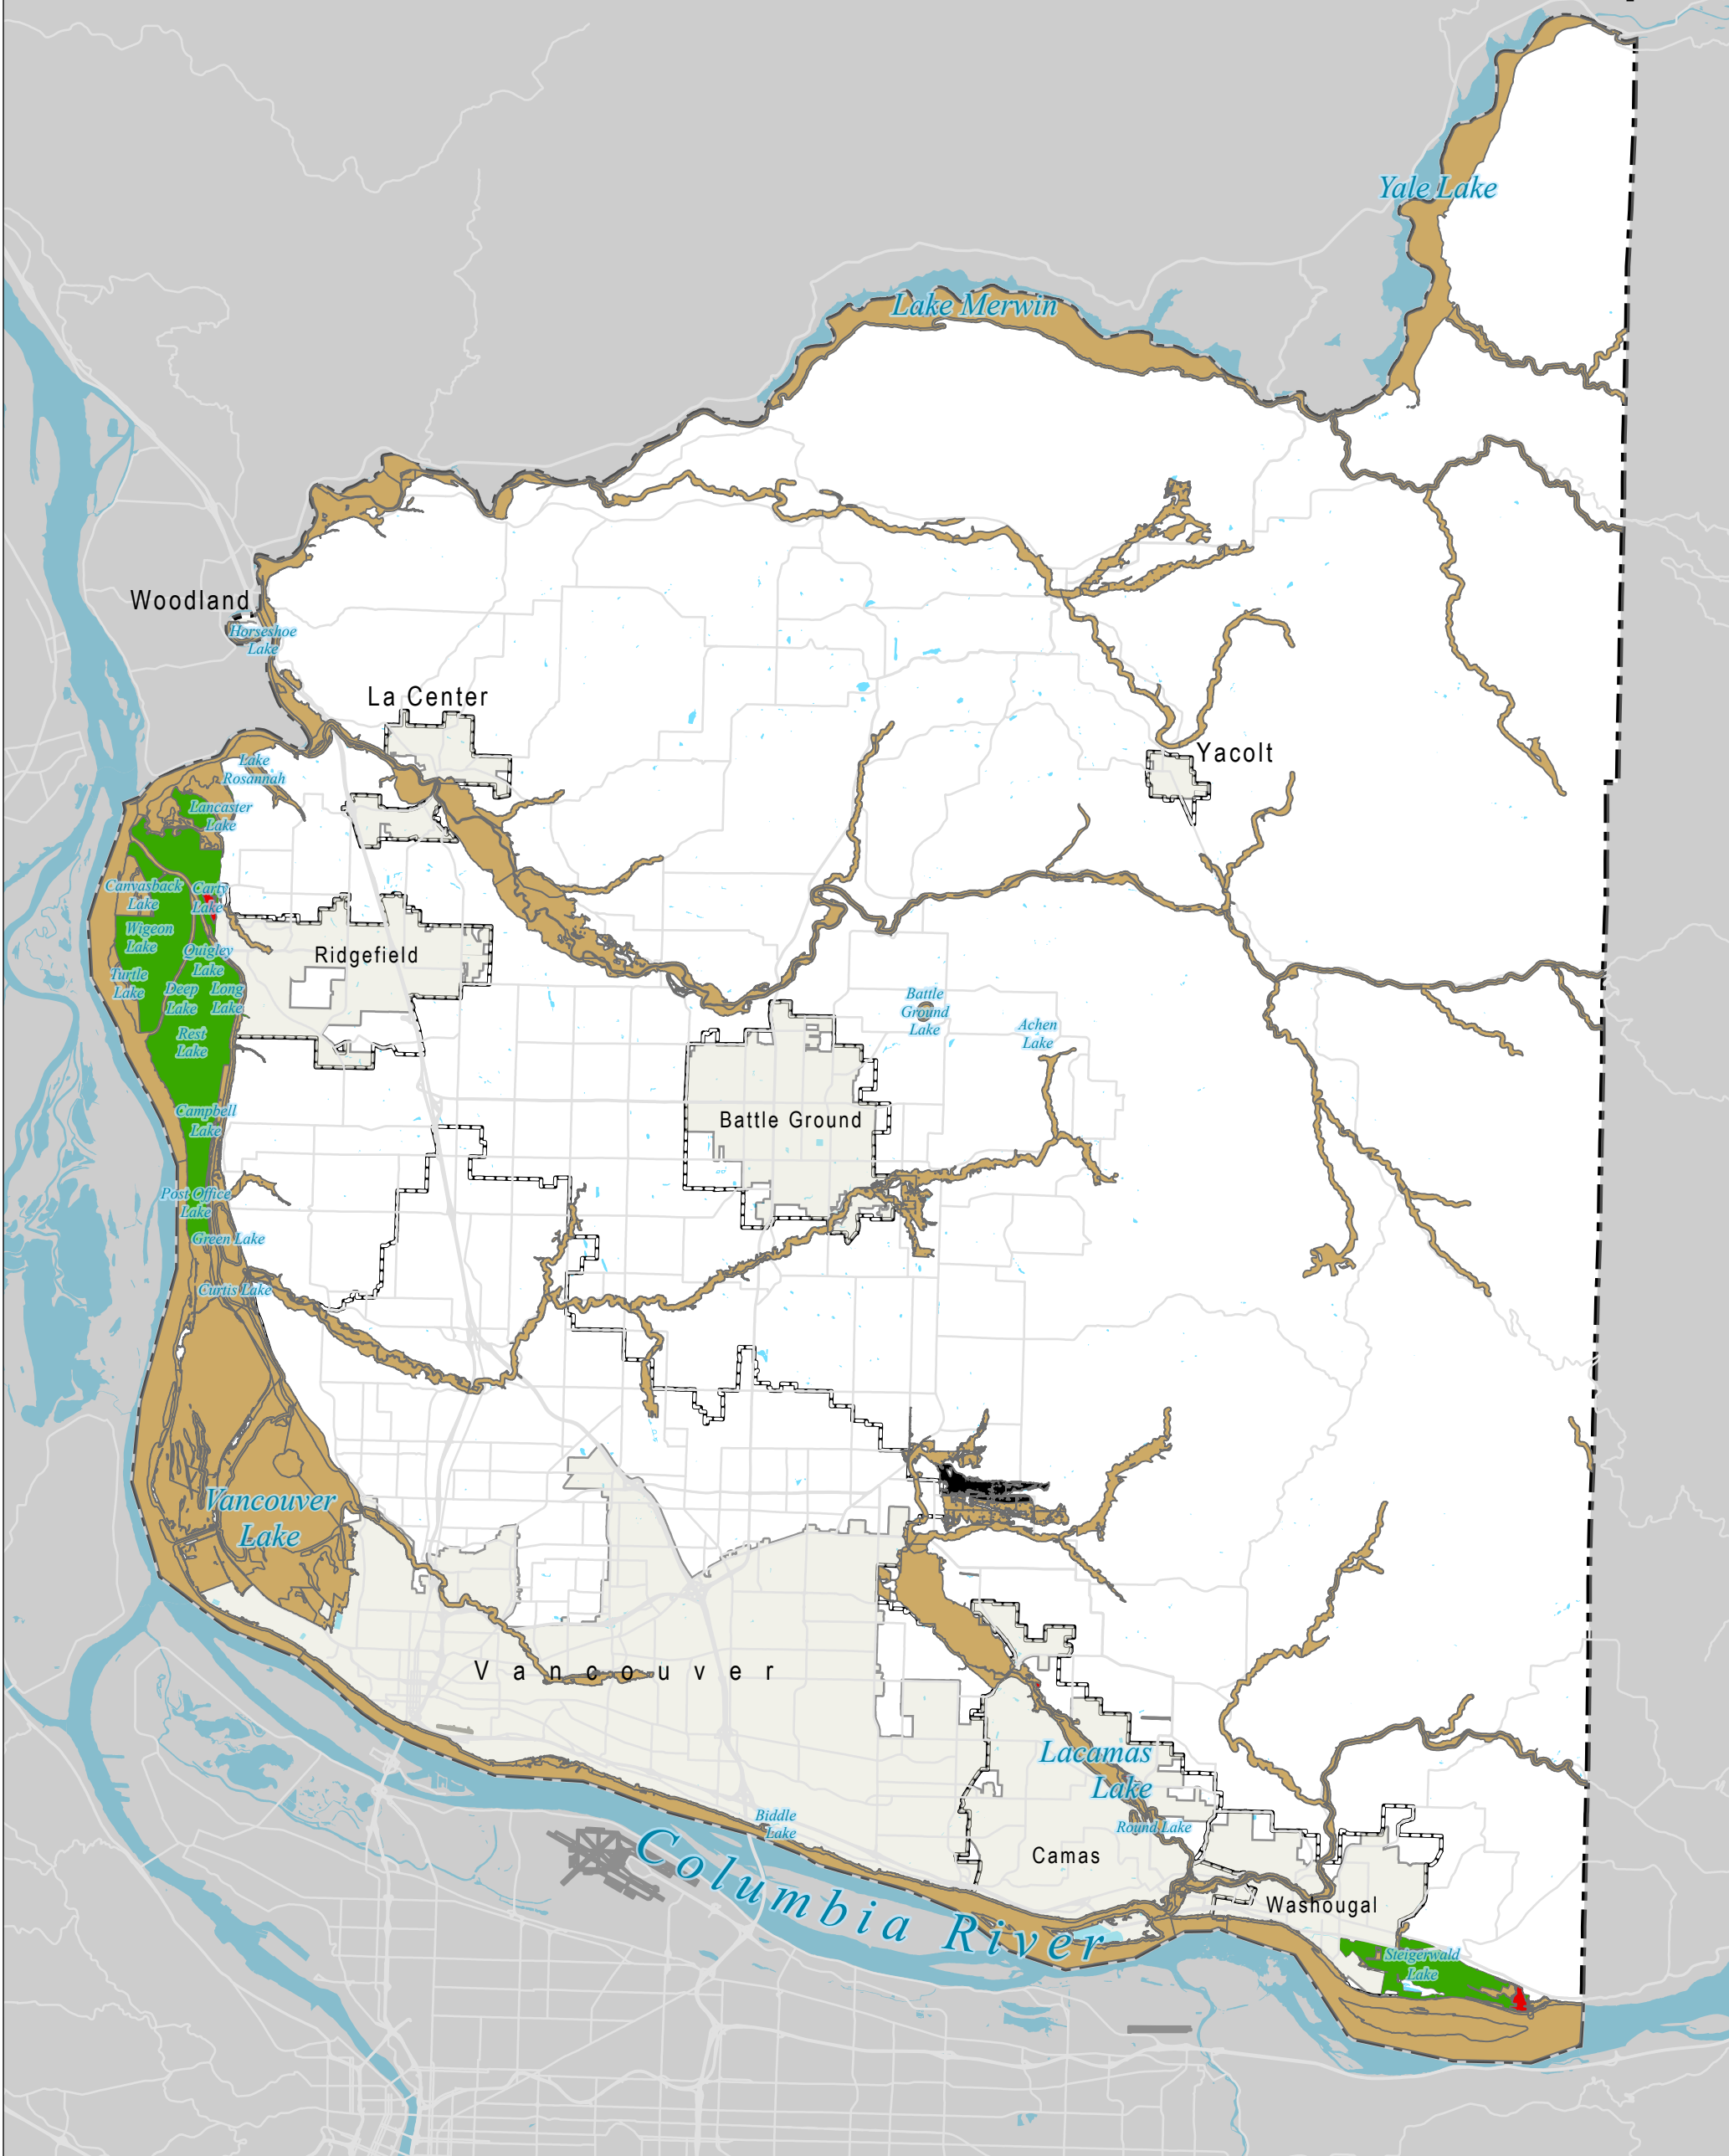 Yale Lake
Lake Merwin
Woodland
Horseshoe
Lake
La Center
Yacolt
Lake
Rosannah
Lancaster
Lake
Canvasback
Lake
Carty
Lake
Wigeon
Lake
Ridgefield
Quigley
Lake
Turtle
Lake
Deep
Lake
Long
Lake
Battle
Ground
Lake
Achen
Lake
Rest
Lake
Campbell
Lake
Battle Ground
Post Office
Lake
Green Lake
Curtis Lake
Vancouver
Lake
Vancouver
Lacamas
Lake
Biddle
Lake
Round Lake
Camas
Columbia River
Washougal
Steigerwald
Lake